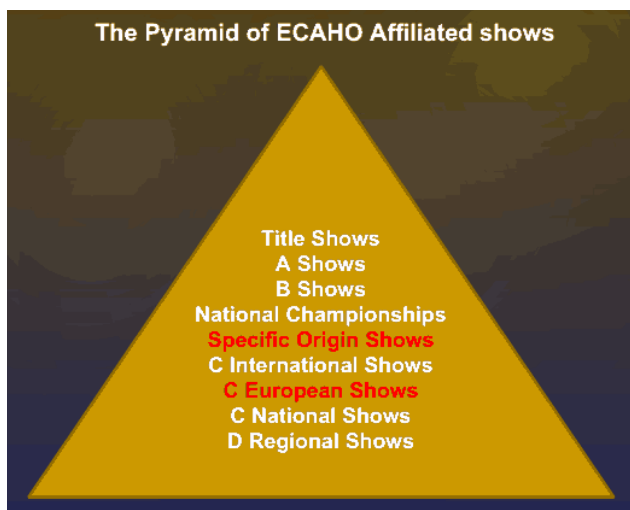 The Pyramid of ECAHO Affiliated shows
Title Shows
A Shows
B Shows
National Championships
Specific Origin Shows
C International Shows
C European Shows
C National Shows
D Regional Shows